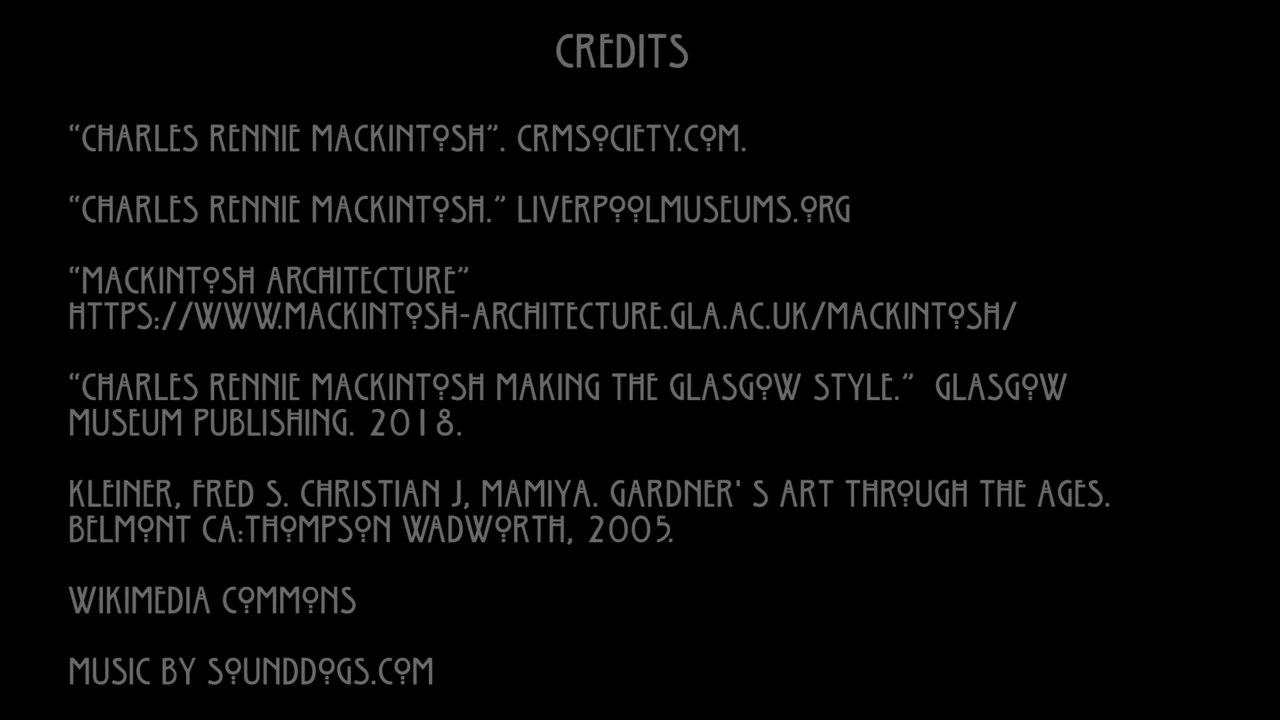 CREDITS
“CHARLES RENNIE MACKINTOSH”. CRMSOCIETY.COM.
“CHARLES RENNIE MACKINTOSH.” LIVERPOOLMUSEUMS.ORG
“MACKINTOSH ARCHITECTURE”
HTTPS://WWW.MACKINTOSH-ARCHITECTURE.GLA.AC.UK/MACKINTOSH/
“CHARLES RENNIE MACKINTOSH MAKING THE GLASGOW STYLE.” GLASGOW
MUSEUM PUBLISHING. 2018.
KLEINER, FRED S. CHRISTIAN J, MAMIYA. GARDNER' S ART THROUGH THE AGES.
BELMONT CA:THOMPSON WADWORTH, 2005.
WIKIMEDIA COMMONS
MUSIC BY SOUNDDOGS.COM